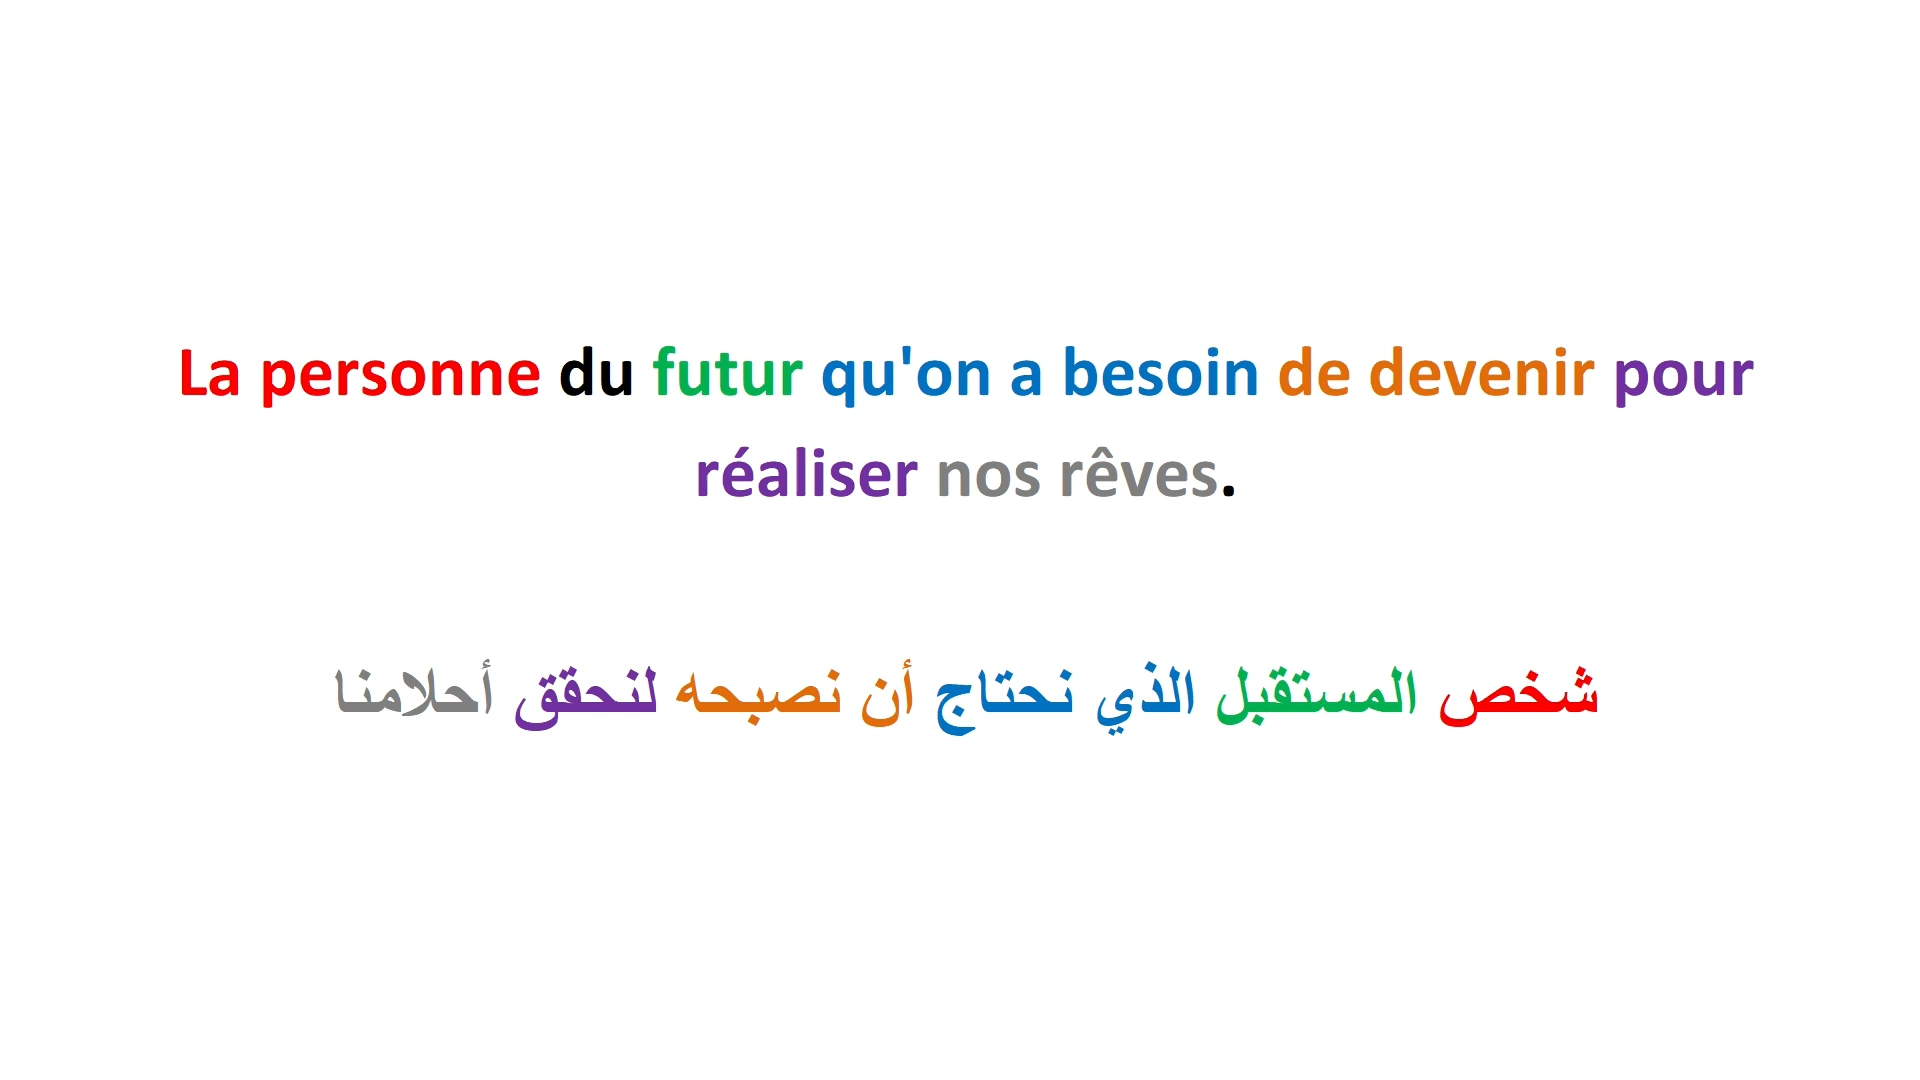 La personne du futur qu'on a besoin de devenir pour
réaliser nos rêves.
شخص المستقبل الذي نحتاج أن نصبحه لنحقق أحلامنا